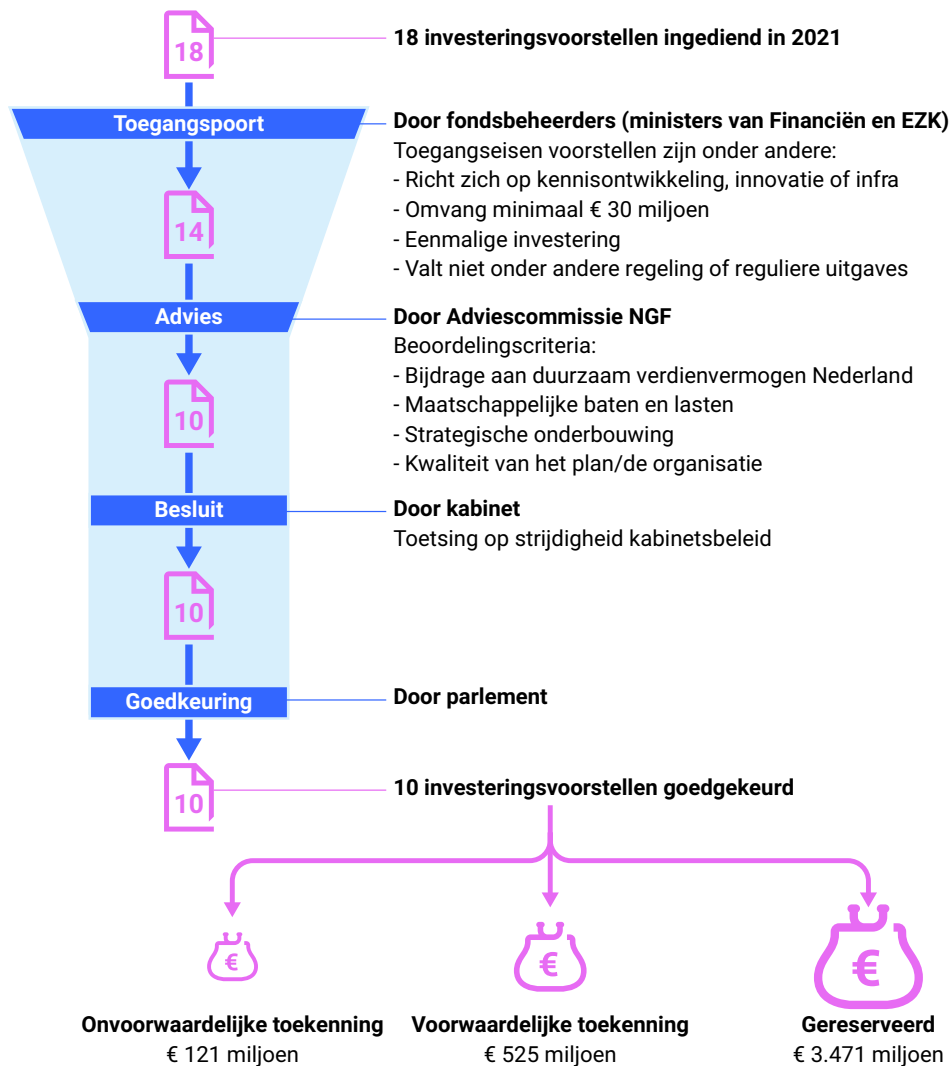 18
18 investeringsvoorstellen ingediend in 2021
Toegangspoort
Door fondsbeheerders (ministers van Financiën en EZK)
Toegangseisen voorstellen zijn onder andere:
- Richt zich op kennisontwikkeling, innovatie of infra
- Omvang minimaal € 30 miljoen
- Eenmalige investering
- Valt niet onder andere regeling of reguliere uitgaves
14
Advies
Door Adviescommissie NGF
Beoordelingscriteria:
- Bijdrage aan duurzaam verdienvermogen Nederland
- Maatschappelijke baten en lasten
- Strategische onderbouwing
- Kwaliteit van het plan/de organisatie
10
Besluit
Door kabinet
Toetsing op strijdigheid kabinetsbeleid
10
Goedkeuring
Door parlement
10
10 investeringsvoorstellen goedgekeurd
€
€
€
Onvoorwaardelijke toekenning
€ 121 miljoen
Voorwaardelijke toekenning
€ 525 miljoen
Gereserveerd
€ 3.471 miljoen